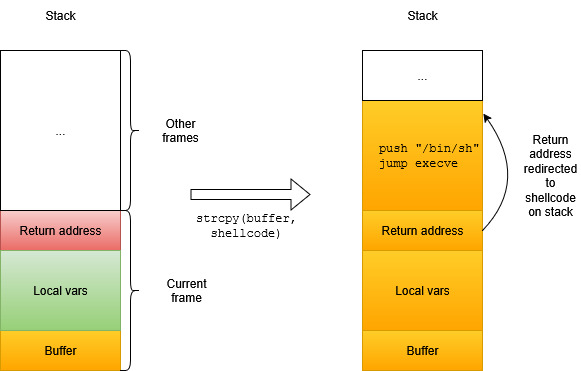 Stack
...
Other
frames
Return address
Local vars
Current
frame
Buffer
strcpy(buffer,
shellcode)
Stack
...
push "/bin/sh"
jump execve
Return address
Local vars
Buffer
Return
address
redirected
to
shellcode
on stack